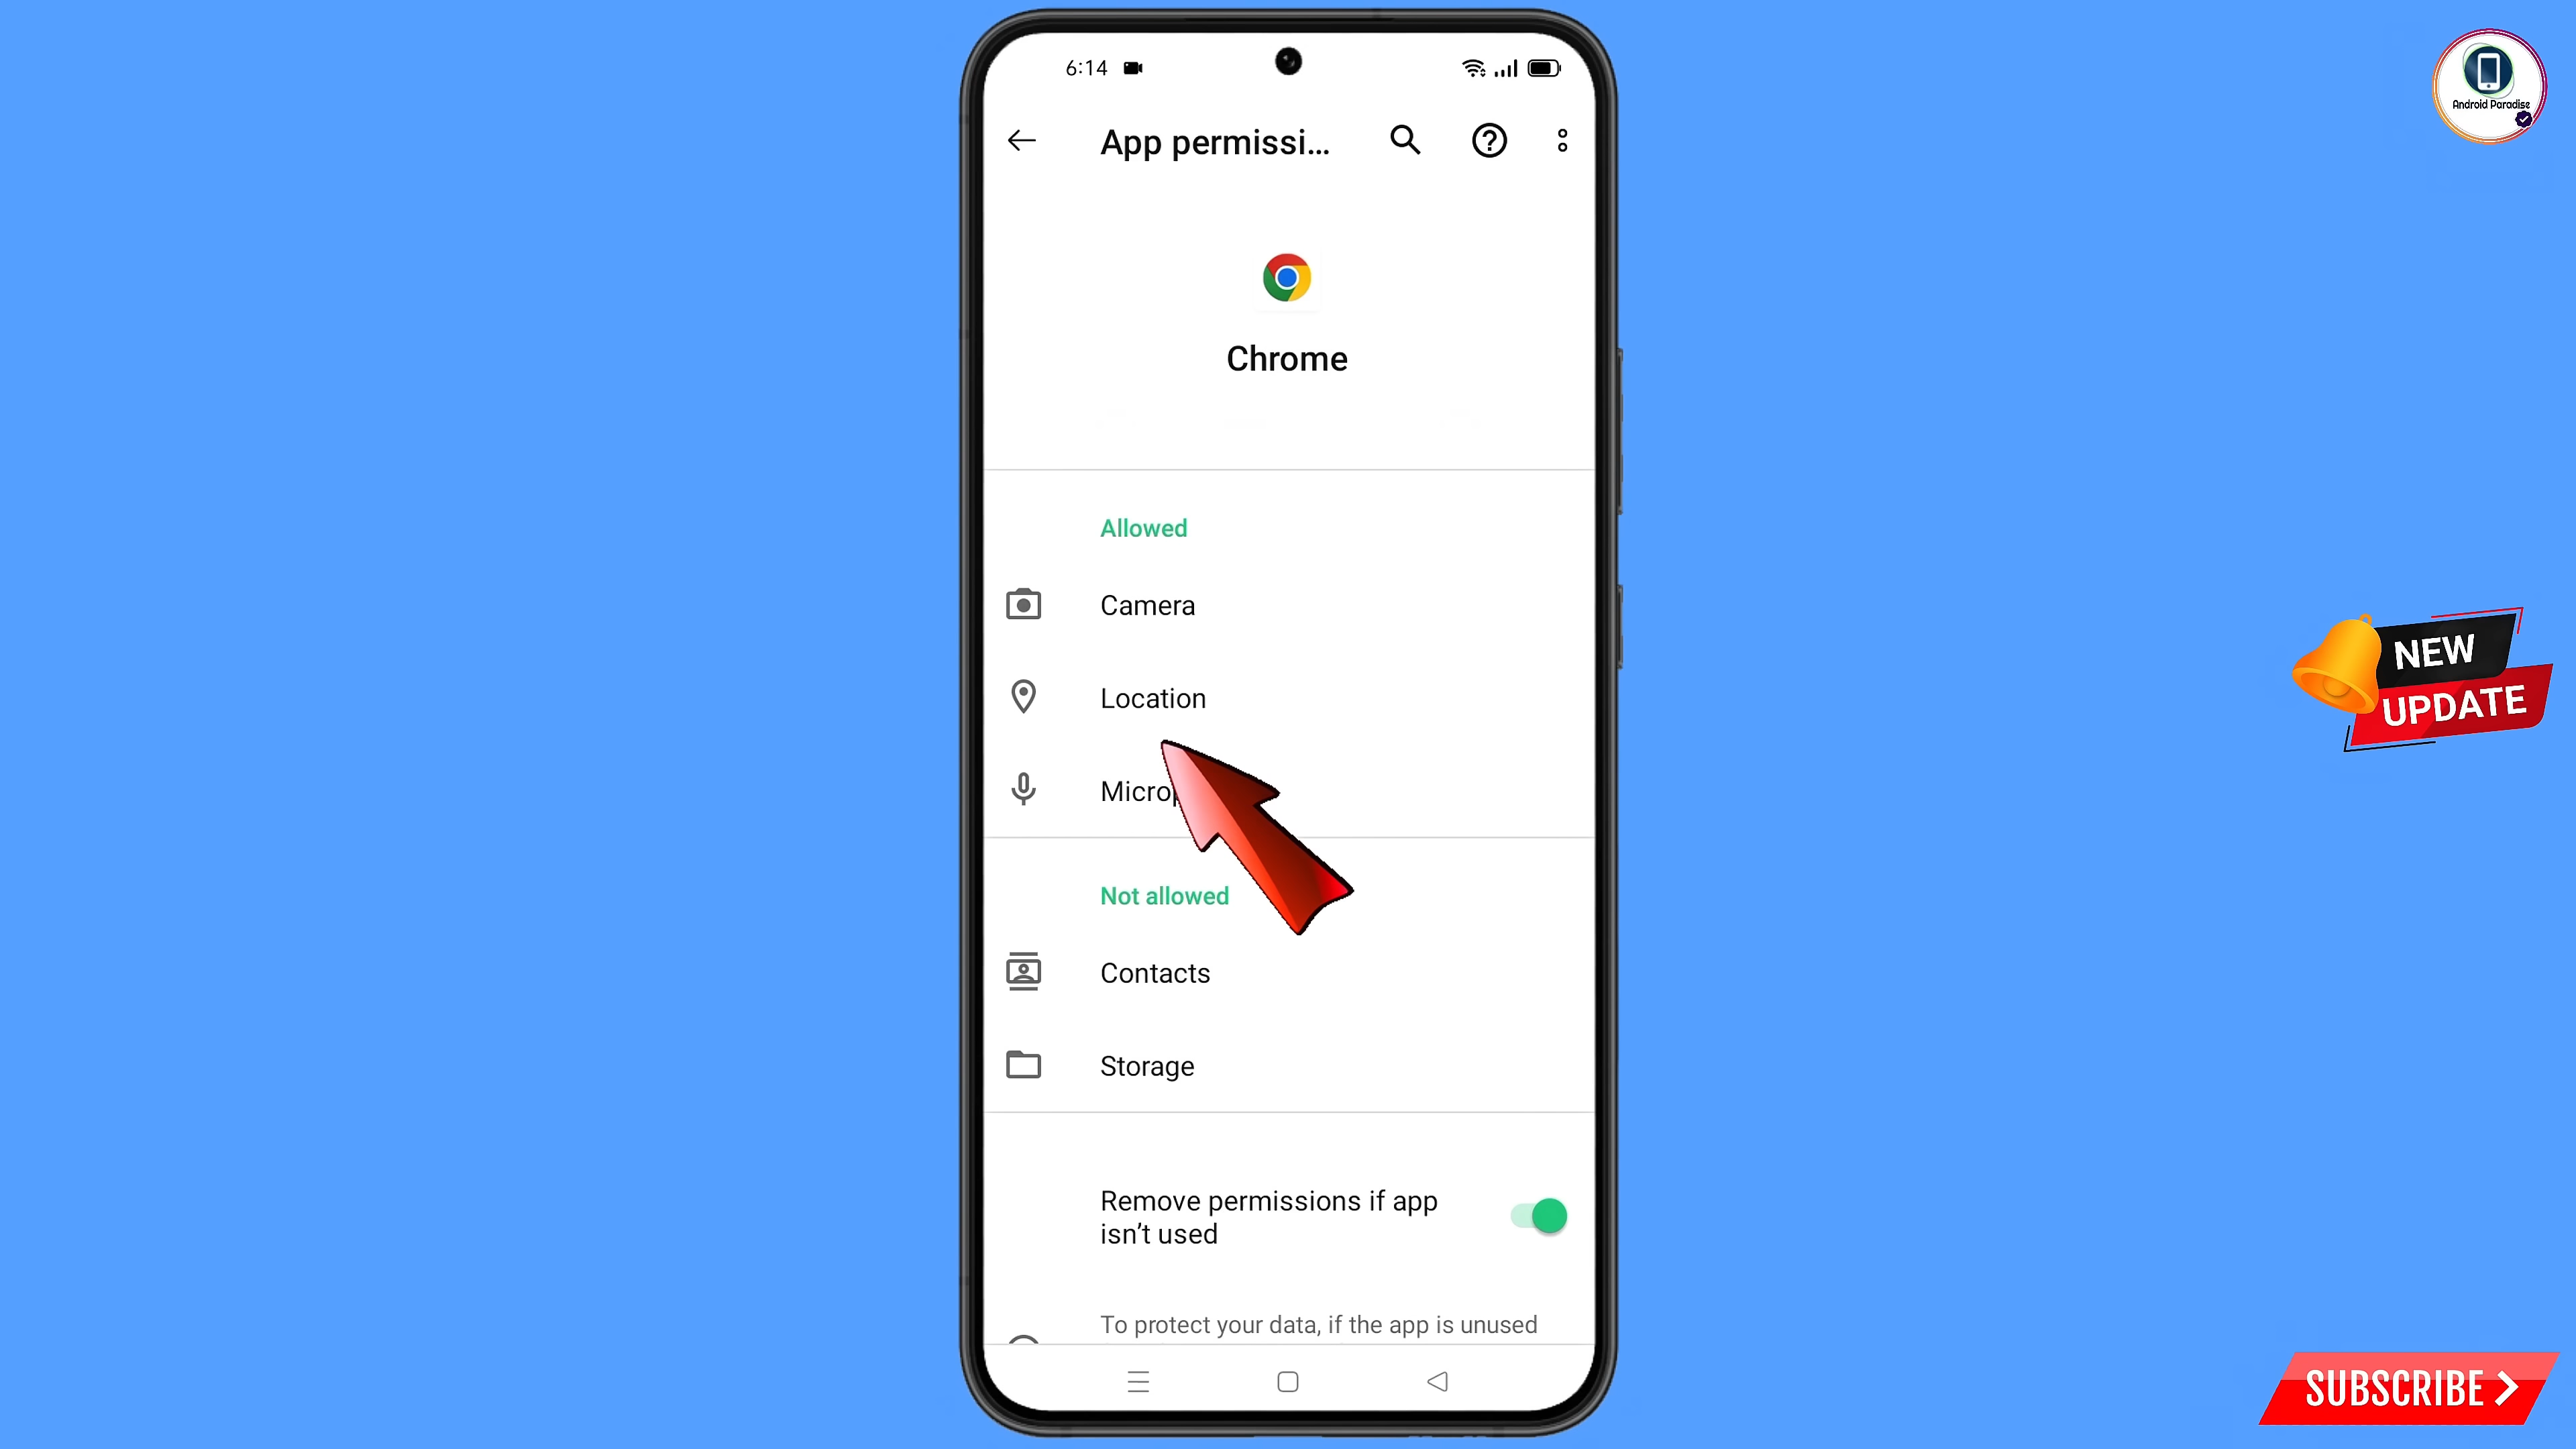 6:14
Android Paradise
App permissi...
Chrome
Allowed
Camera
Location
Not allowed
Contacts
Storage
Remove permissions if app
isn't used
To protect your data, if the app is unused
NEW
UPDATE
SUBSCRIBE